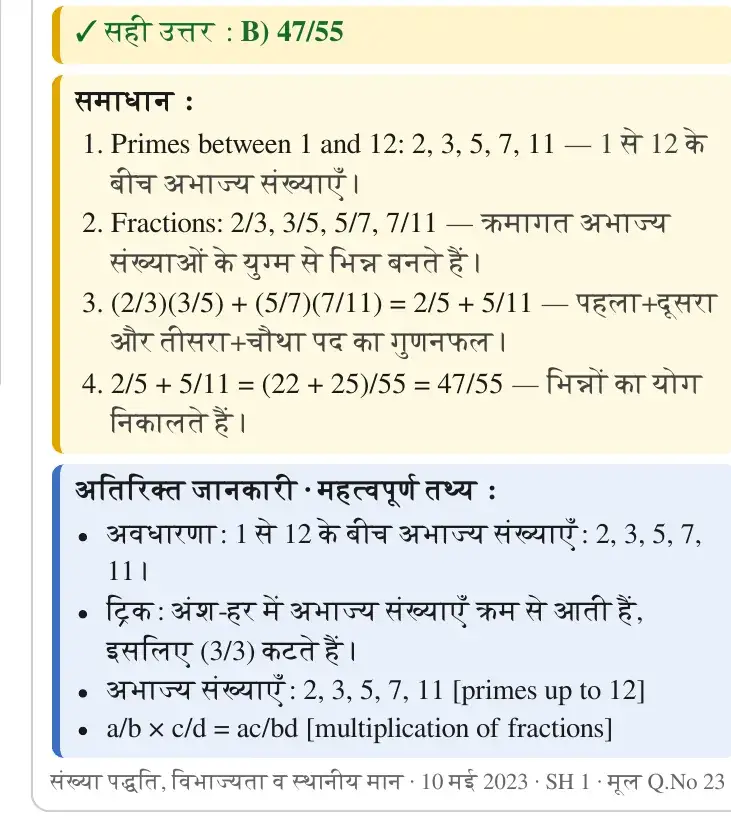 ✓ सही उत्तर : B) 47/55
समाधान :
1. Primes between 1 and 12: 2, 3, 5, 7, 11 — 1 से 12 के
बीच अभाज्य संख्याएँ।
2. Fractions: 2/3, 3/5, 5/7, 7/11 — क्रमागत अभाज्य
संख्याओं के युग्म से भिन्न बनते हैं।
3. (2/3)(3/5) + (5/7)(7/11) = 2/5 + 5/11 — पहला+दूसरा
और तीसरा+चौथा पद का गुणनफल।
4. 2/5 + 5/11 = (22 + 25)/55 = 47/55 — भिन्नों का योग
निकालते हैं।
अतिरिक्त जानकारी · महत्वपूर्ण तथ्य :
• अवधारणा: 1 से 12 के बीच अभाज्य संख्याएँ: 2, 3, 5, 7,
11।
• ट्रिक: अंश-हर में अभाज्य संख्याएँ क्रम से आती हैं,
इसलिए (3/3) कटते हैं।
• अभाज्य संख्याएँ: 2, 3, 5, 7, 11 [primes up to 12]
• a/b × c/d = ac/bd [multiplication of fractions]
संख्या पद्धति, विभाज्यता व स्थानीय मान · 10 मई 2023 · SH 1 · मूल Q.No 23